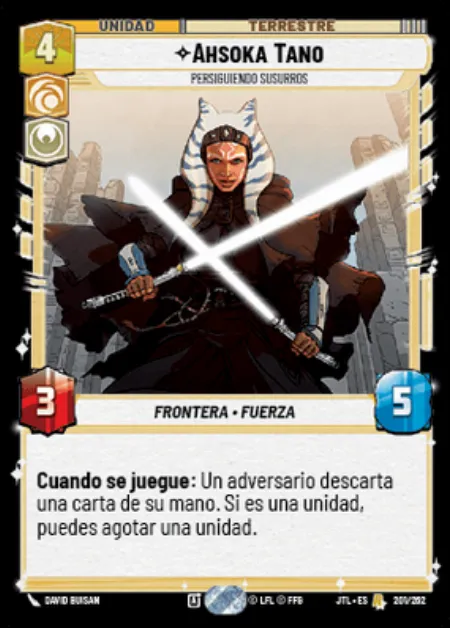 UNIDAD
TERRESTRE
4
AHSOKA TANO
PERSIGUIENDO SUSURROS
3
FRONTERA • FUERZA
5
Cuando se juegue: Un adversario descarta
una carta de su mano. Si es una unidad,
puedes agotar una unidad.
DAVID BUISAN
© LFL © FFG
JTL • ES
201/262